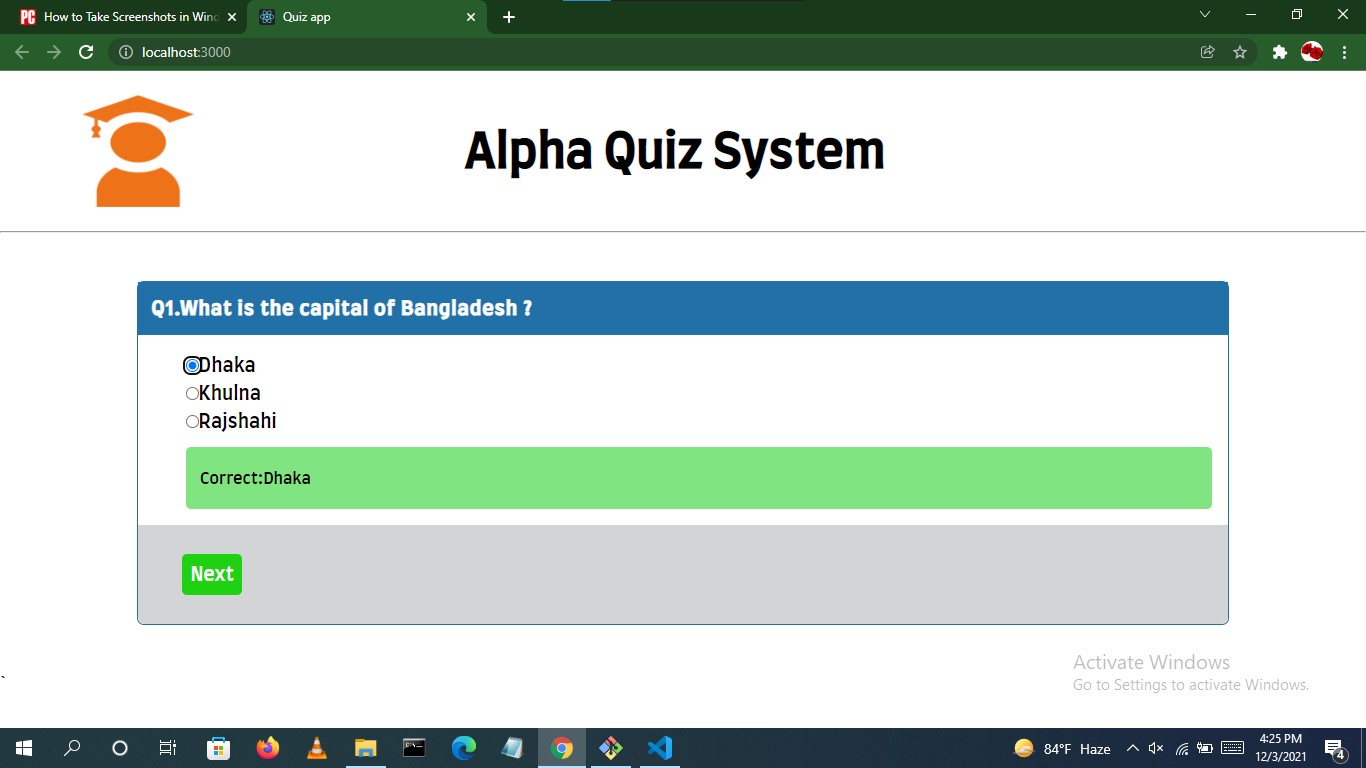 How to Take Screenshots in Wind
Quiz app
localhost:3000
Alpha Quiz System
Q1.What is the capital of Bangladesh ?
Dhaka
Khulna
Rajshahi
Correct:Dhaka
Next
Activate Windows
Go to Settings to activate Windows.
`
84°F Haze
4:25 PM
12/3/2021
4
PC